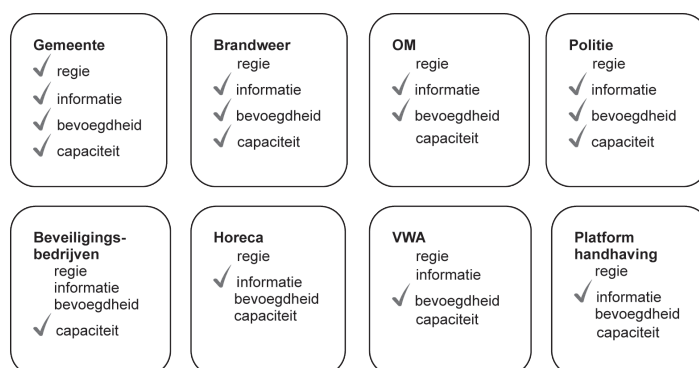 Gemeente
regie
informatie
bevoegdheid
capaciteit
Brandweer
regie
informatie
bevoegdheid
capaciteit
OM
regie
informatie
bevoegdheid
capaciteit
Politie
regie
informatie
bevoegdheid
capaciteit
Beveiligings-
bedrijven
regie
informatie
bevoegdheid
capaciteit
Horeca
regie
informatie
bevoegdheid
capaciteit
VWA
regie
informatie
bevoegdheid
capaciteit
Platform
handhaving
regie
informatie
bevoegdheid
capaciteit